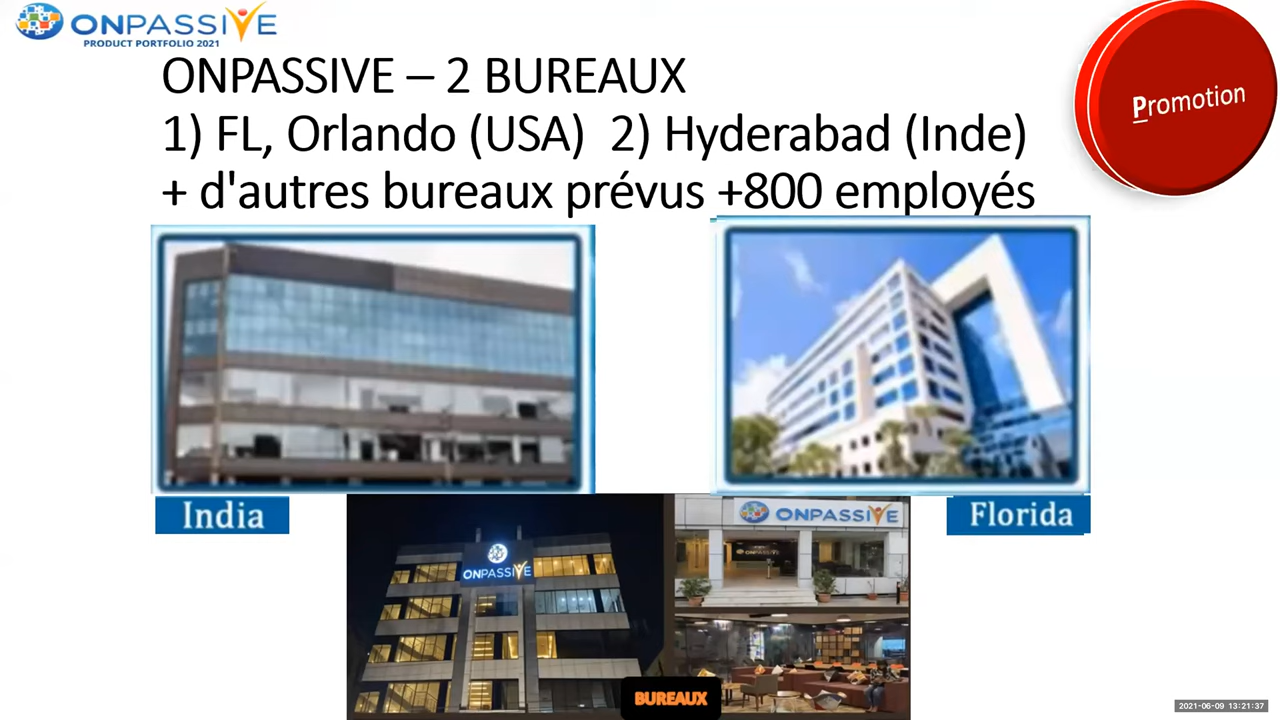 ONPASSIVE
PRODUCT PORTFOLIO 2021
Promotion
ONPASSIVE – 2 BUREAUX
1) FL, Orlando (USA) 2) Hyderabad (Inde)
+ d'autres bureaux prévus +800 employés
India
Florida
ONPASSIVE
ONPASSIVE
ONPASSIVE
BUREAUX
2021-06-09 13:21:37